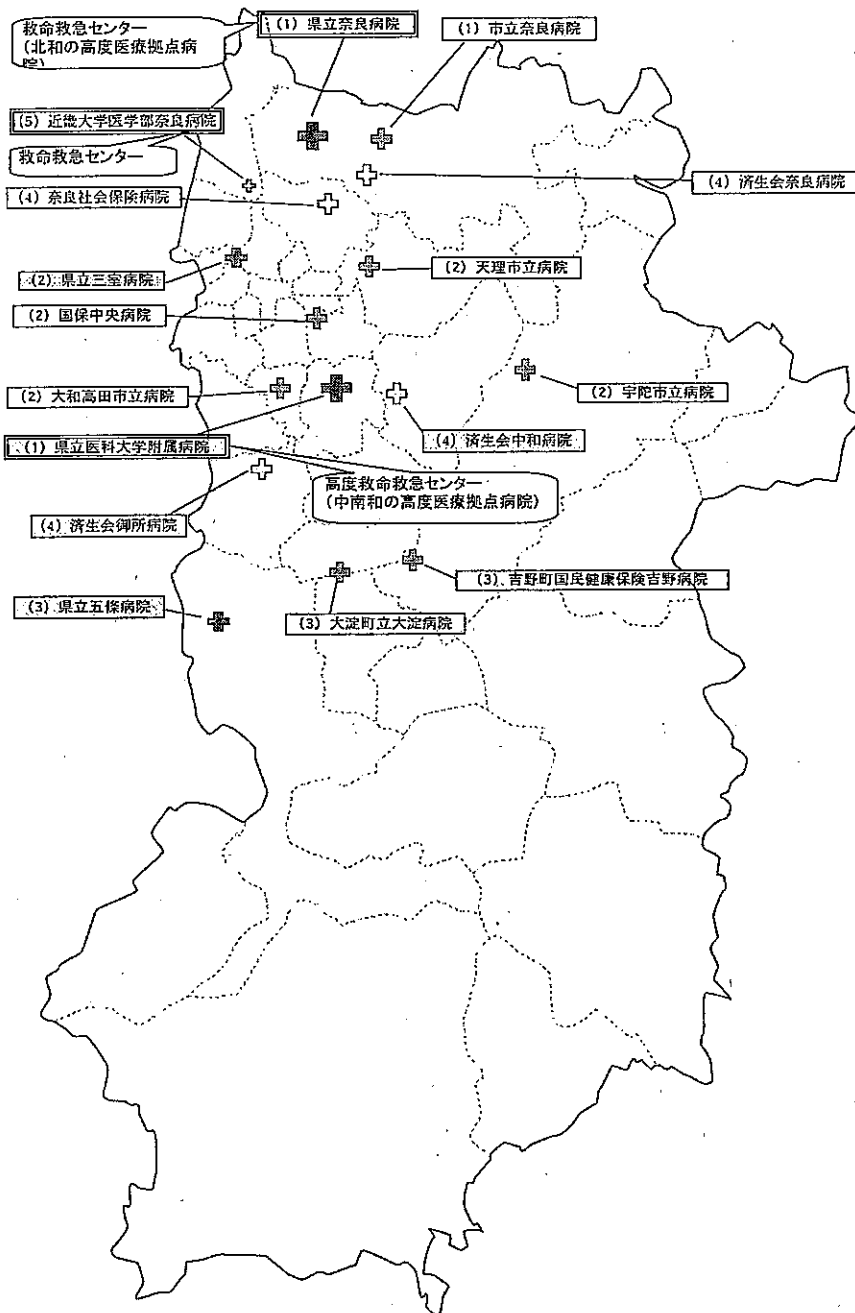 救命救急センター
(北和の高度医療拠点病
院)
(1) 県立奈良病院
(1) 市立奈良病院
(5) 近畿大学医学部奈良病院
救命救急センター
(4) 済生会奈良病院
(4) 奈良社会保険病院
(2) 県立三室病院
(2) 天理市立病院
(2) 国保中央病院
(2) 大和高田市立病院
(2) 宇陀市立病院
(4) 済生会中和病院
(1) 県立医科大学附属病院
高度救命救急センター
(中南和の高度医療拠点病院)
(4) 済生会御所病院
(3) 吉野町国民健康保険吉野病院
(3) 県立五條病院
(3) 大淀町立大淀病院